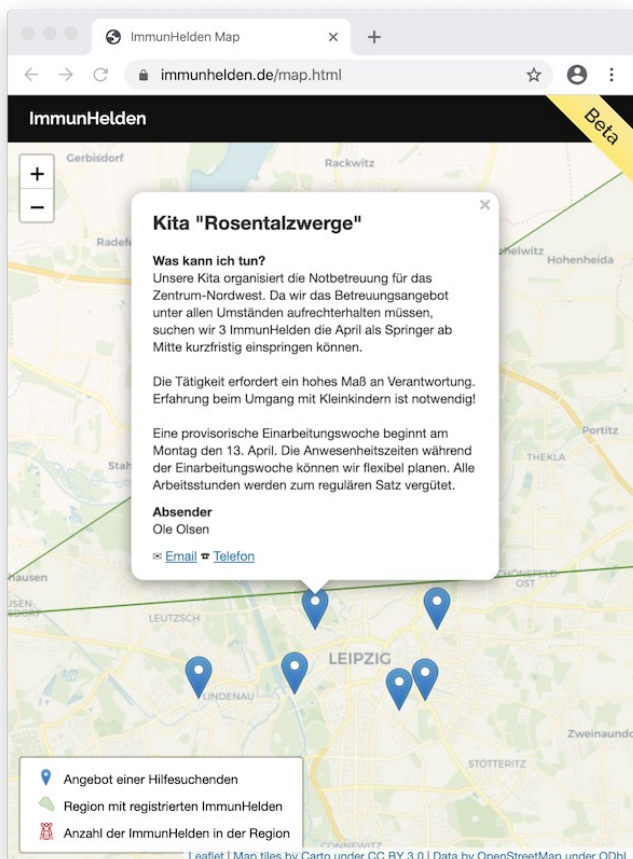 ImmunHelden Map
immunhelden.de/map.html
ImmunHelden
Beta
+
−
Gerbisdorf
Rackwitz
Hohenheida
Kita "Rosentalzwerge"
Was kann ich tun?
Unsere Kita organisiert die Notbetreuung für das
Zentrum-Nordwest. Da wir das Betreuungsangebot
unter allen Umständen aufrechterhalten müssen,
suchen wir 3 ImmunHelden die April als Springer ab
Mitte kurzfristig einspringen können.
Die Tätigkeit erfordert ein hohes Maß an Verantwortung.
Erfahrung beim Umgang mit Kleinkindern ist notwendig!
Eine provisorische Einarbeitungswoche beginnt am
Montag den 13. April. Die Anwesenheitszeiten während
der Einarbeitungswoche können wir flexibel planen. Alle
Arbeitsstunden werden zum regulären Satz vergütet.
Absender
Ole Olsen
✉ Email ☎ Telefon
Portitz
THEKLA
LEUTZSCH
LEIPZIG
LINDENAU
Zweinaundo
STÖTTERITZ
CONNEWITZ
Angebot einer Hilfesuchenden
Region mit registrierten ImmunHelden
Anzahl der ImmunHelden in der Region
Leaflet | Map tiles by Carto under CC BY 3.0 | Data by OpenStreetMap under ODbL